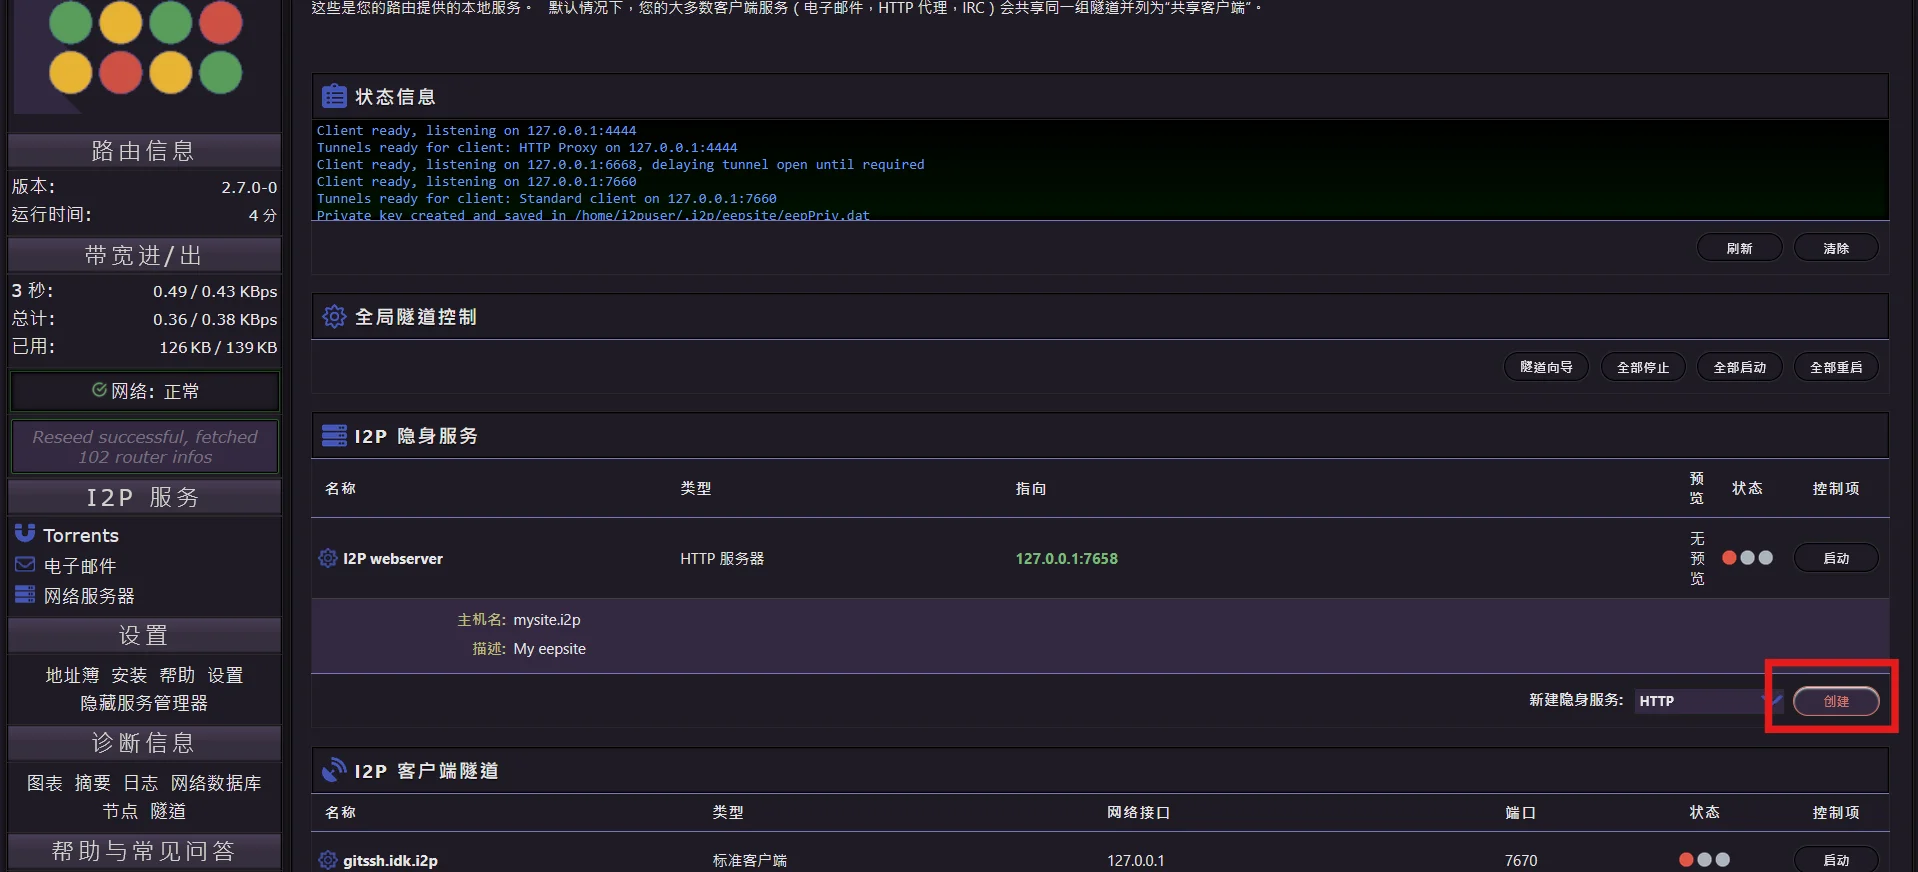 这些是您的路由提供的本地服务。 默认情况下，您的大多数客户端服务（电子邮件，HTTP 代理，IRC）会共享同一组隧道并列为“共享客户端”。
路由信息
版本: 2.7.0-0
运行时间: 4 分
带宽进/出
3 秒: 0.49 / 0.43 KBps
总计: 0.36 / 0.38 KBps
已用: 126 KB / 139 KB
网络: 正常
Reseed successful, fetched
102 router infos
I2P 服务
Torrents
电子邮件
网络服务器
设置
地址簿 安装 帮助 设置
隐藏服务管理器
诊断信息
图表 摘要 日志 网络数据库
节点 隧道
帮助与常见问答
状态信息
Client ready, listening on 127.0.0.1:4444
Tunnels ready for client: HTTP Proxy on 127.0.0.1:4444
Client ready, listening on 127.0.0.1:6668, delaying tunnel open until required
Client ready, listening on 127.0.0.1:7660
Tunnels ready for client: Standard client on 127.0.0.1:7660
Private key created and saved in /home/i2puser/.i2p/eepsite/eepPriv.dat
刷新 清除
全局隧道控制
隧道向导 全部停止 全部启动 全部重启
I2P 隐身服务
名称 类型 指向 预览 状态 控制项
I2P webserver HTTP 服务器 127.0.0.1:7658 无预览 启动
主机名: mysite.i2p
描述: My eepsite
新建隐身服务: HTTP 创建
I2P 客户端隧道
名称 类型 网络接口 端口 状态 控制项
gitssh.idk.i2p 标准客户端 127.0.0.1 7670 启动